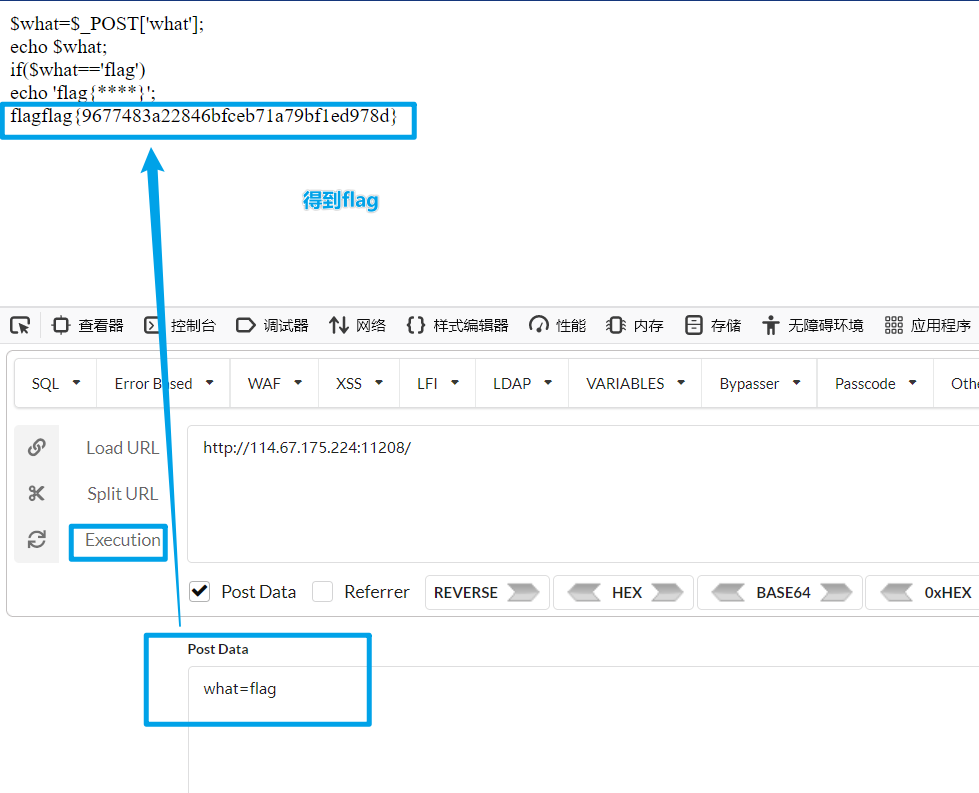 $what=$_POST['what'];
echo $what;
if($what=='flag')
echo 'flag{****}';
flagflag{9677483a22846bfceb71a79bf1ed978d}
得到flag
查看器 控制台 调试器 网络 样式编辑器 性能 内存 存储 无障碍环境 应用程序
SQL Error Based WAF XSS LFI LDAP VARIABLES Bypasser Passcode Othe
Load URL http://114.67.175.224:11208/
Split URL
Execution
Post Data Referrer REVERSE HEX BASE64 0xHEX
Post Data
what=flag